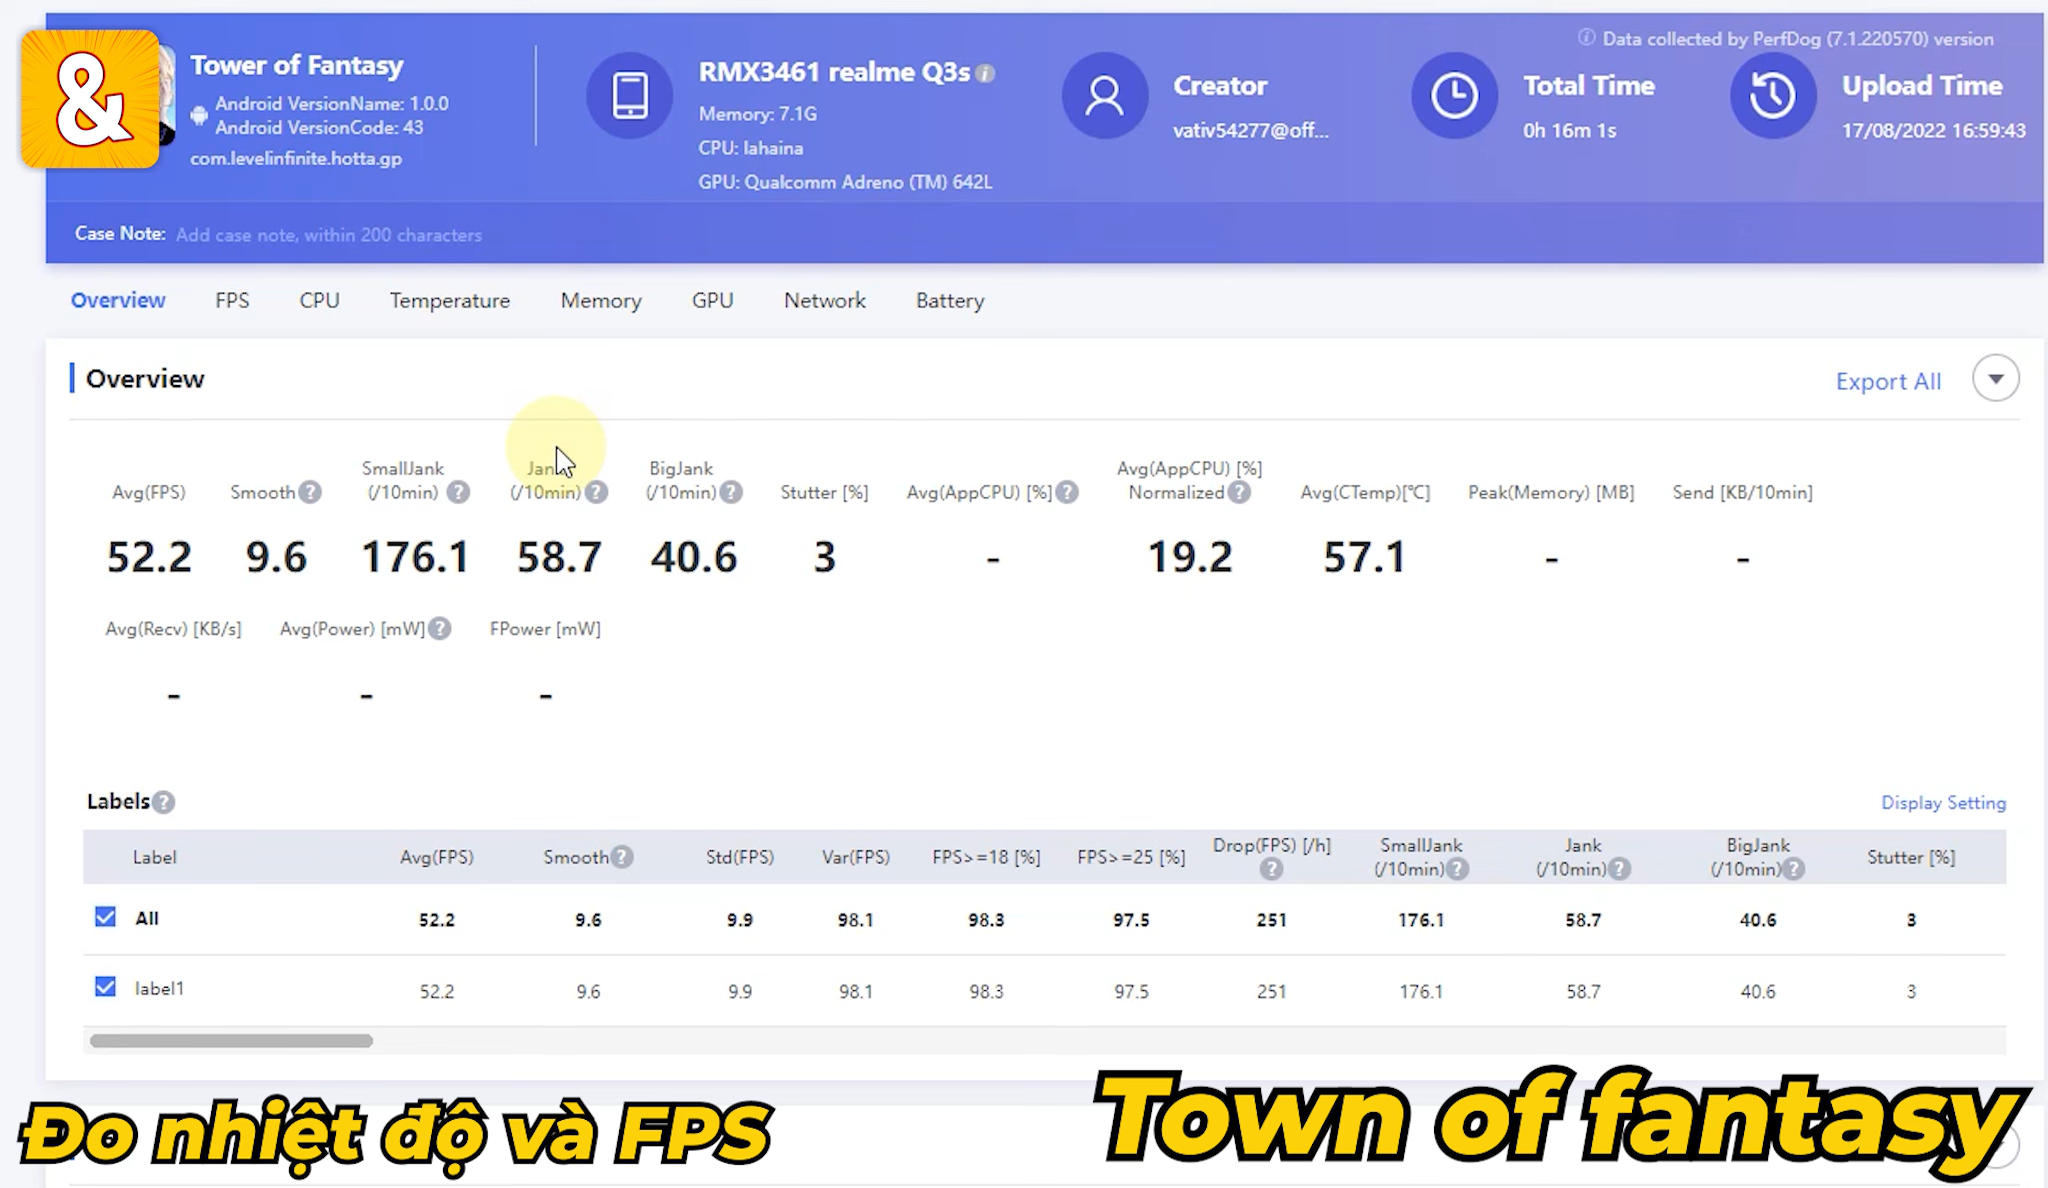 &
Tower of Fantasy
Android VersionName: 1.0.0
Android VersionCode: 43
com.levelinfinite.hotta.gp
RMX3461 realme Q3s
Memory: 7.1G
CPU: lahaina
GPU: Qualcomm Adreno (TM) 642L
Creator
vativ54277@off...
Total Time
0h 16m 1s
Data collected by PerfDog (7.1.220570) version
Upload Time
17/08/2022 16:59:43
Case Note: Add case note, within 200 characters
Overview FPS CPU Temperature Memory GPU Network Battery
Overview
Export All
Avg(FPS) Smooth SmallJank (/10min) Jank (/10min) BigJank (/10min) Stutter [%] Avg(AppCPU) [%] Avg(AppCPU) [%] Normalized Avg(CTemp)[℃] Peak(Memory) [MB] Send [KB/10min]
52.2 9.6 176.1 58.7 40.6 3 - 19.2 57.1 - -
Avg(Recv) [KB/s] Avg(Power) [mW] FPower [mW]
- - -
Labels
Display Setting
Label Avg(FPS) Smooth Std(FPS) Var(FPS) FPS>=18 [%] FPS>=25 [%] Drop(FPS) [/h] SmallJank (/10min) Jank (/10min) BigJank (/10min) Stutter [%]
All 52.2 9.6 9.9 98.1 98.3 97.5 251 176.1 58.7 40.6 3
label1 52.2 9.6 9.9 98.1 98.3 97.5 251 176.1 58.7 40.6 3
Đo nhiệt độ và FPS
Town of fantasy